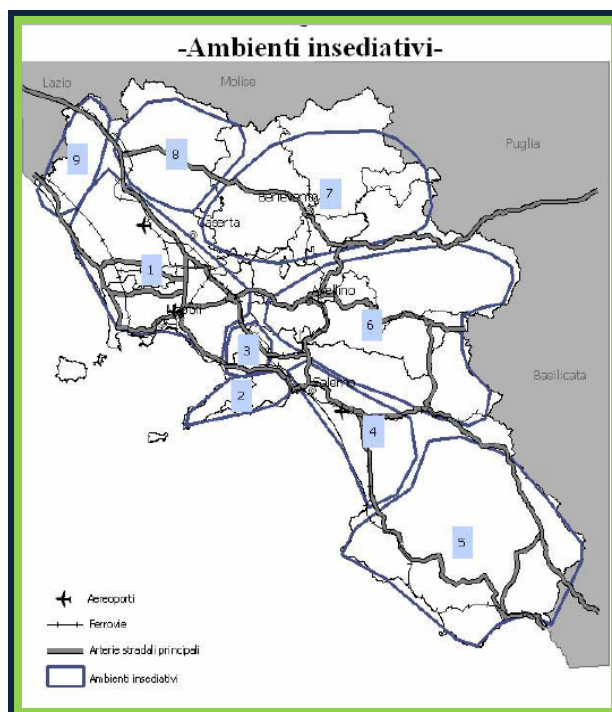 -Ambienti insediativi-
Lazio
Molise
Puglia
9
8
7
Benevento
Caserta
1
Avellino
Napoli
6
3
Basilicata
2
Salerno
4
5
Aereoporti
Ferrovie
Arterie stradali principali
Ambienti insediativi